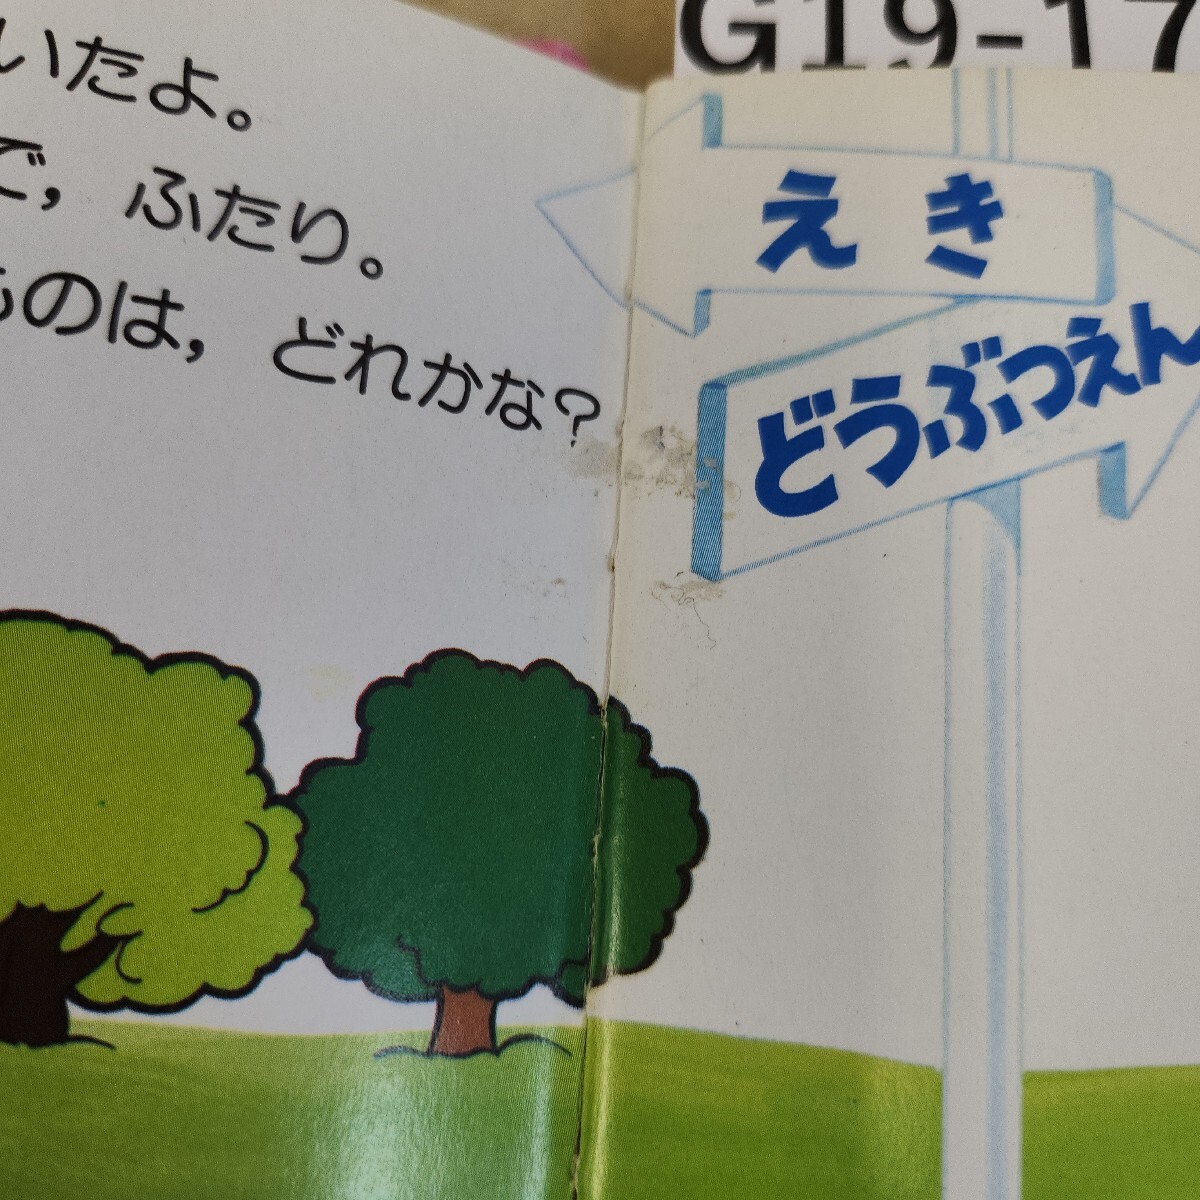 いたよ。
で，ふたり。
ものは，どれかな？
G19-17
えき
どうぶつえん